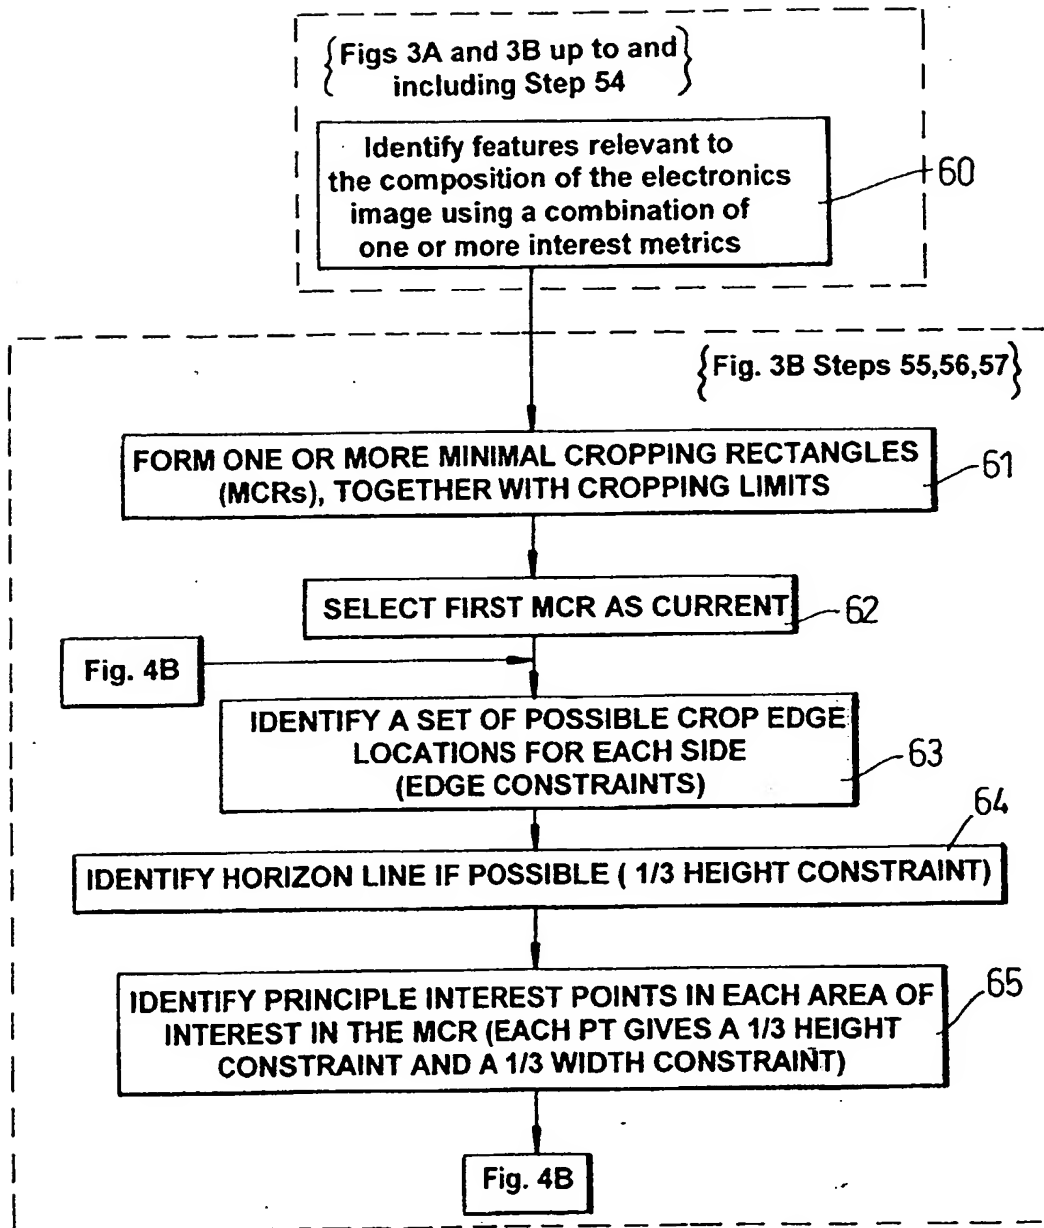 {Figs 3A and 3B up to and
including Step 54}
Identify features relevant to
the composition of the electronics
image using a combination of
one or more interest metrics
60
{Fig. 3B Steps 55,56,57}
FORM ONE OR MORE MINIMAL CROPPING RECTANGLES
(MCRs), TOGETHER WITH CROPPING LIMITS
61
SELECT FIRST MCR AS CURRENT
62
Fig. 4B
IDENTIFY A SET OF POSSIBLE CROP EDGE
LOCATIONS FOR EACH SIDE
(EDGE CONSTRAINTS)
63
64
IDENTIFY HORIZON LINE IF POSSIBLE ( 1/3 HEIGHT CONSTRAINT)
IDENTIFY PRINCIPLE INTEREST POINTS IN EACH AREA OF
INTEREST IN THE MCR (EACH PT GIVES A 1/3 HEIGHT
CONSTRAINT AND A 1/3 WIDTH CONSTRAINT)
65
Fig. 4B